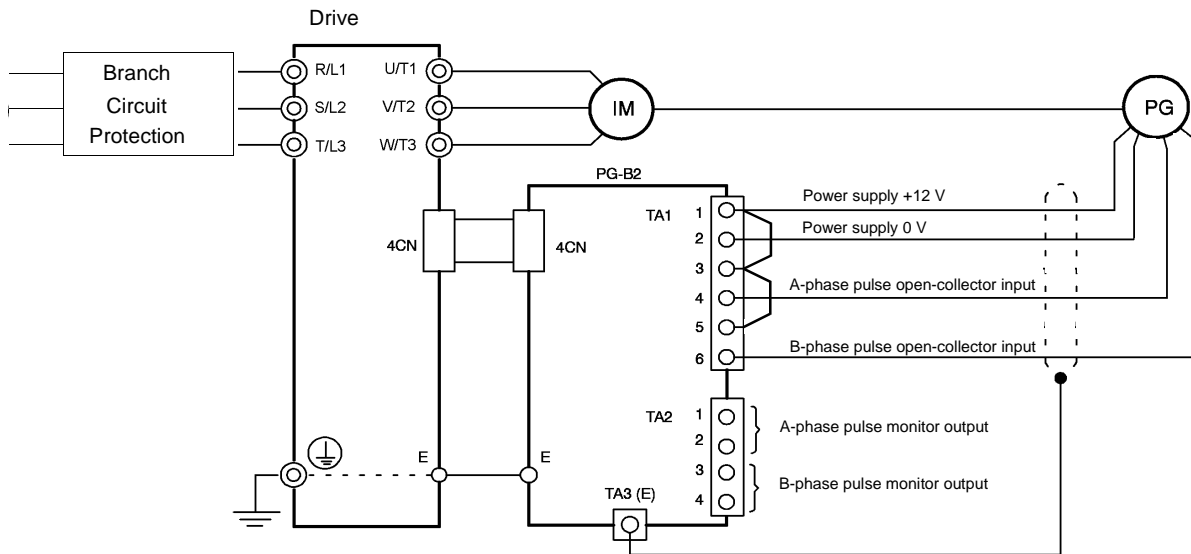 Drive
Branch
Circuit
Protection
R/L1
U/T1
S/L2
V/T2
T/L3
W/T3
IM
PG
PG-B2
4CN
4CN
TA1
1
2
3
4
5
6
Power supply +12 V
Power supply 0 V
A-phase pulse open-collector input
B-phase pulse open-collector input
TA2
1
2
3
4
A-phase pulse monitor output
B-phase pulse monitor output
E
E
TA3 (E)